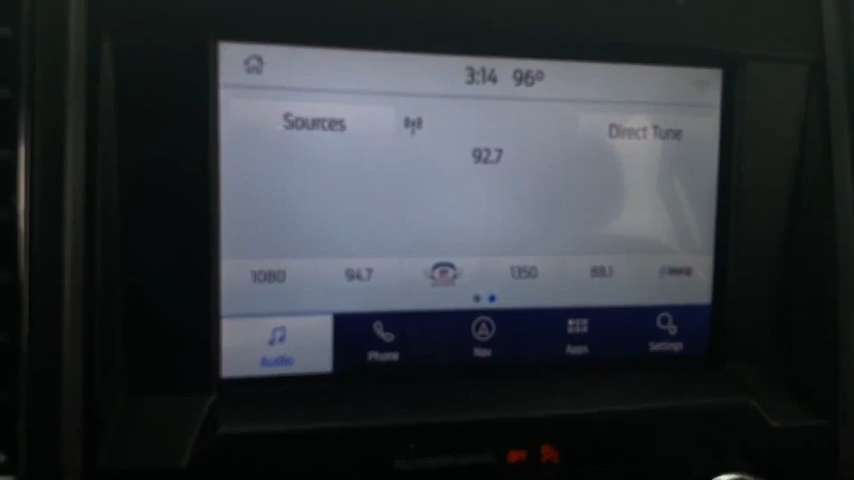 3:14 96°
Sources
Direct Tune
92.7
1080 94.7 1350 88.1
Audio Phone Nav Apps Settings
OFF